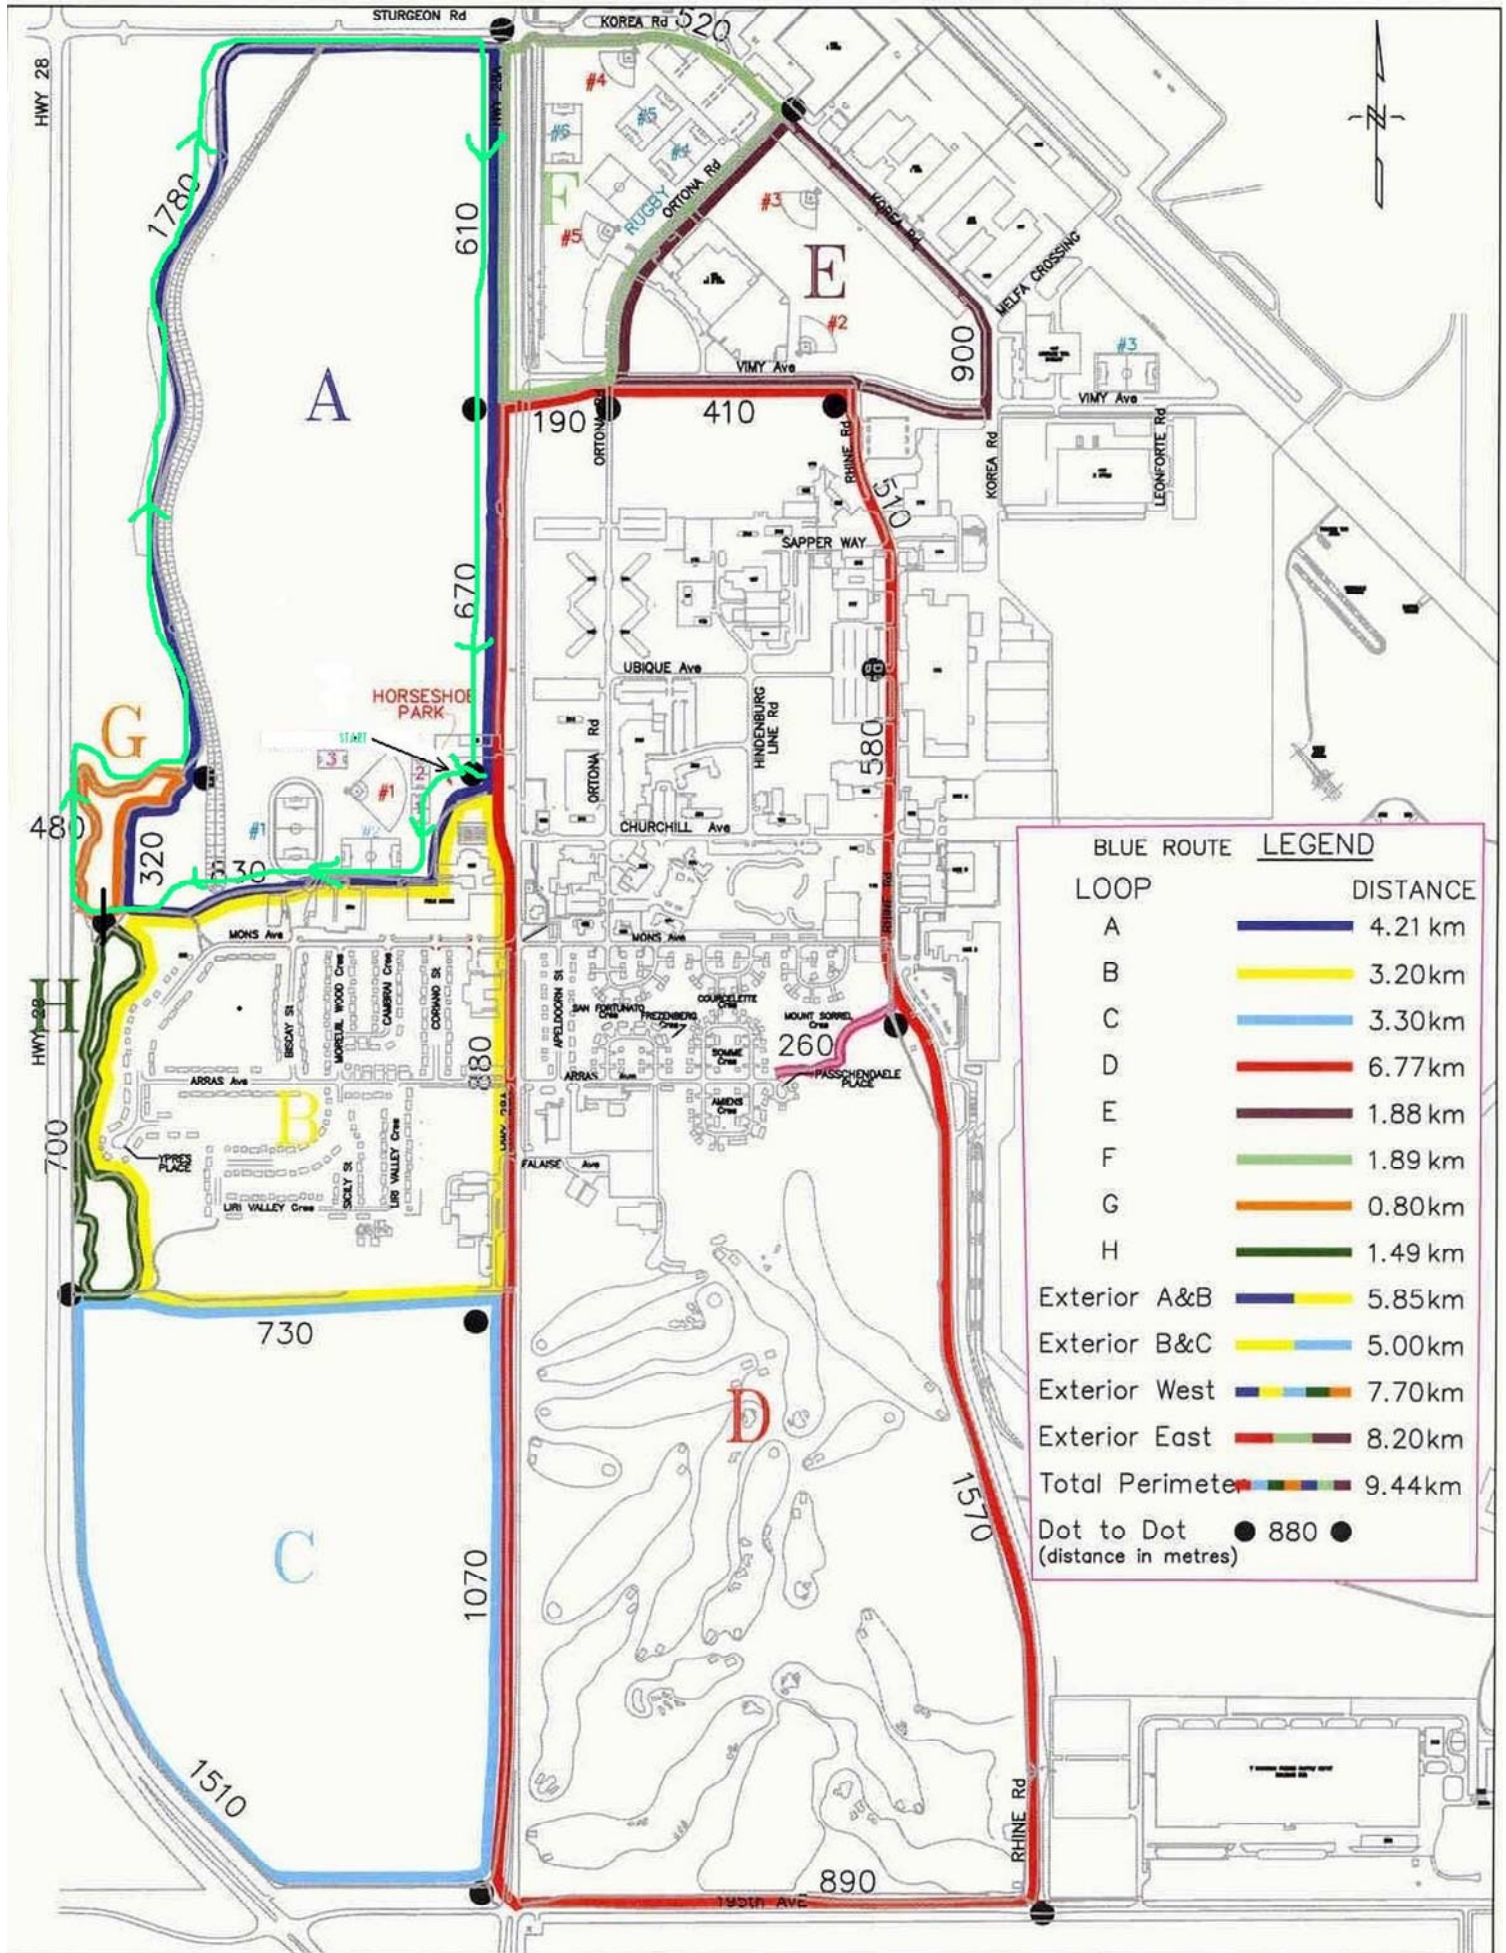 STURGEON Rd
KOREA Rd
520
HWY 28
HWY 28A
#4
#6
#5
#4
F
RUGBY
ORTONA Rd
#5
#3
KOREA Rd
E
#2
MELFA CROSSING
1780
610
A
900
#3
VIMY Ave
VIMY Ave
190
410
ORTONA Rd
RHINE Rd
KOREA Rd
LEONFORTE Rd
510
SAPPER WAY
670
UBIQUE Ave
HORSESHOE
PARK
G
START
3
2
#1
ORTONA Rd
HINDENBURG
LINE Rd
580
480
320
#1
#2
CHURCHILL Ave
MONS Ave
MONS Ave
RHINE Rd
H
HWY 28
BISCAY St
MOREUIL WOOD Cres
CAMBRAI Cres
CORIANO St
APELDOORN St
SAN FORTUNATO
Cres
FREZENBERG
Cres
COURCELETTE
Cres
MOUNT SORREL
Cres
260
SOMME
Cres
PASSCHENDAELE
PLACE
880
ARRAS Ave
ARRAS Ave
AMIENS
Cres
B
HWY 28A
700
YPRES
PLACE
SICILY St
LIRI VALLEY Cres
FALAISE Ave
LIRI VALLEY Cres
730
D
C
1070
1570
1510
RHINE Rd
890
195th AVE
BLUE ROUTE LEGEND
LOOP DISTANCE
A 4.21 km
B 3.20km
C 3.30km
D 6.77km
E 1.88 km
F 1.89 km
G 0.80km
H 1.49 km
Exterior A&B 5.85km
Exterior B&C 5.00km
Exterior West 7.70km
Exterior East 8.20km
Total Perimeter 9.44km
Dot to Dot 880
(distance in metres)